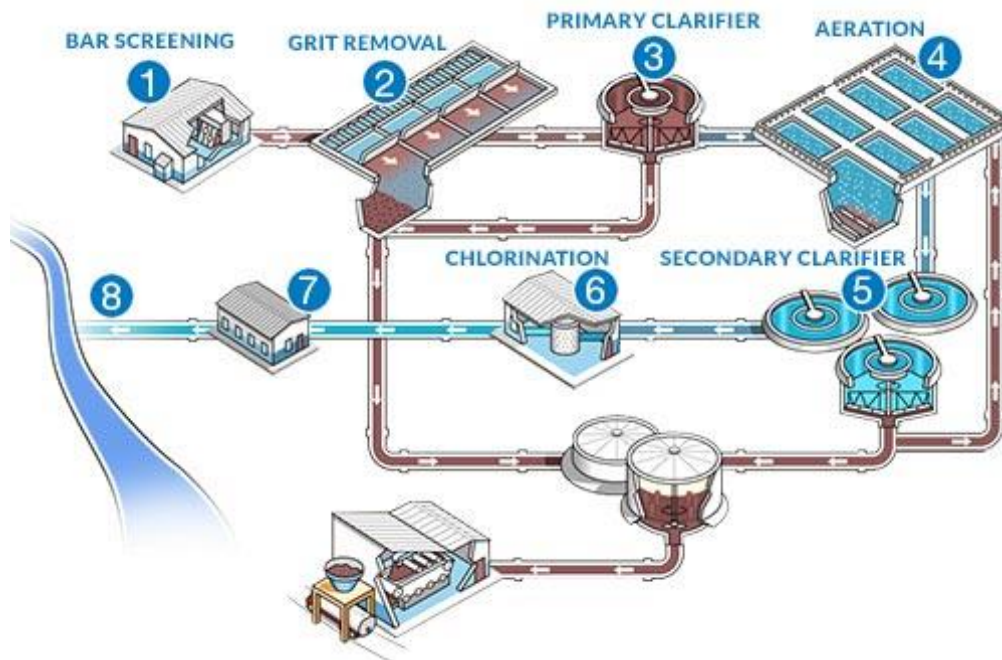 BAR SCREENING
1
GRIT REMOVAL
2
PRIMARY CLARIFIER
3
AERATION
4
SECONDARY CLARIFIER
5
CHLORINATION
6
7
8